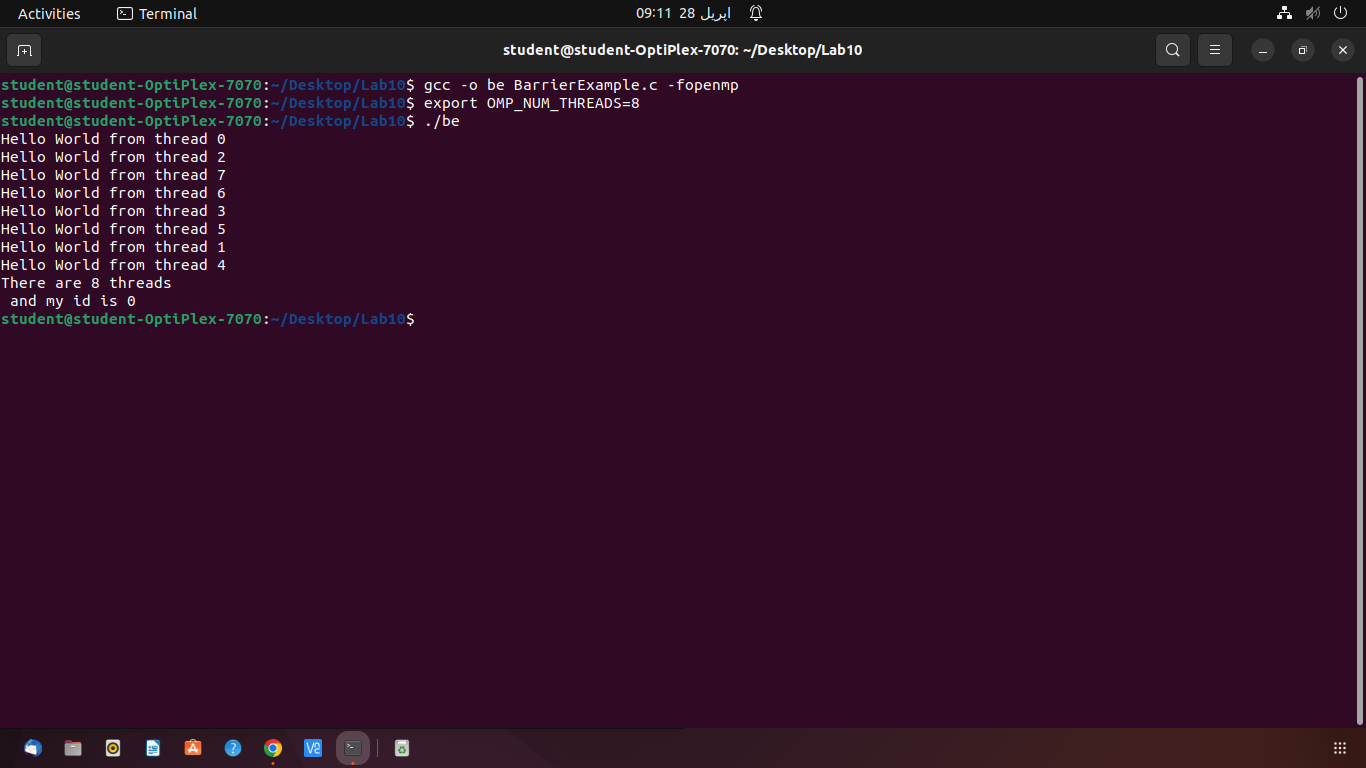 Activities
Terminal
09:11 28 اپریل
student@student-OptiPlex-7070: ~/Desktop/Lab10
student@student-OptiPlex-7070:~/Desktop/Lab10$ gcc -o be BarrierExample.c -fopenmp
student@student-OptiPlex-7070:~/Desktop/Lab10$ export OMP_NUM_THREADS=8
student@student-OptiPlex-7070:~/Desktop/Lab10$ ./be
Hello World from thread 0
Hello World from thread 2
Hello World from thread 7
Hello World from thread 6
Hello World from thread 3
Hello World from thread 5
Hello World from thread 1
Hello World from thread 4
There are 8 threads
 and my id is 0
student@student-OptiPlex-7070:~/Desktop/Lab10$